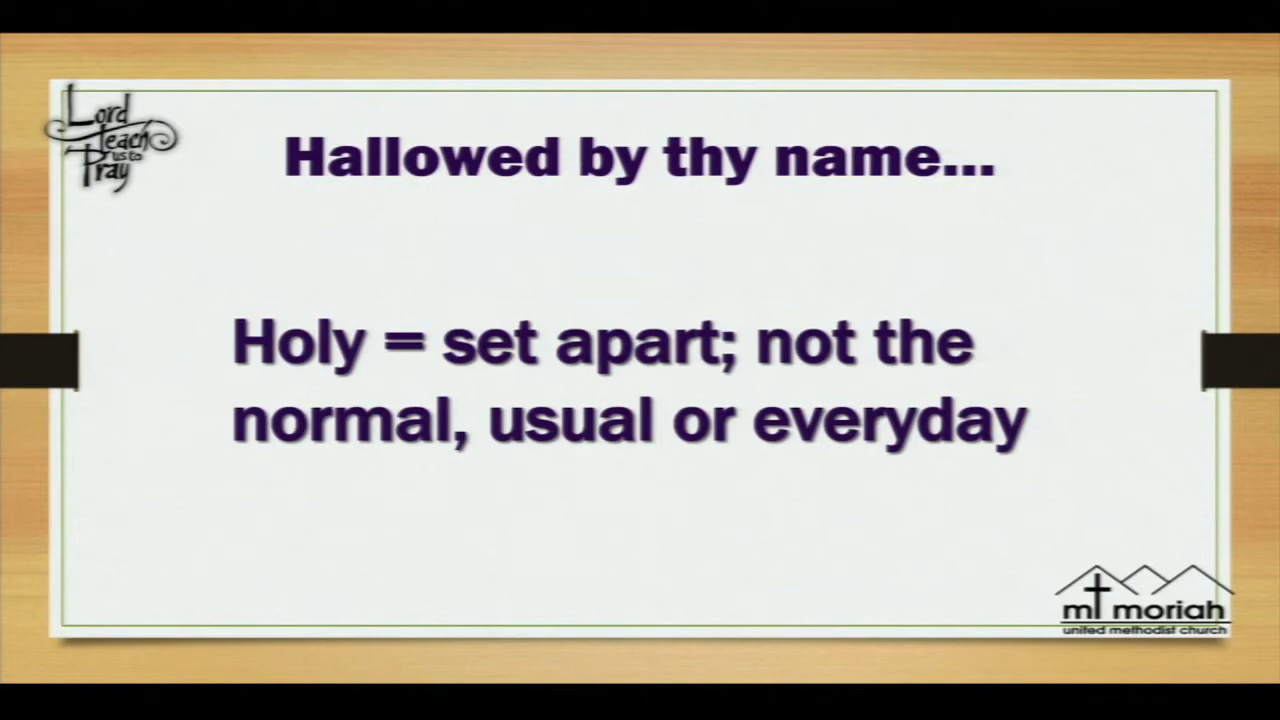 Lord
teach
us to
Pray
Hallowed by thy name...
Holy = set apart; not the
normal, usual or everyday
mt moriah
united methodist church